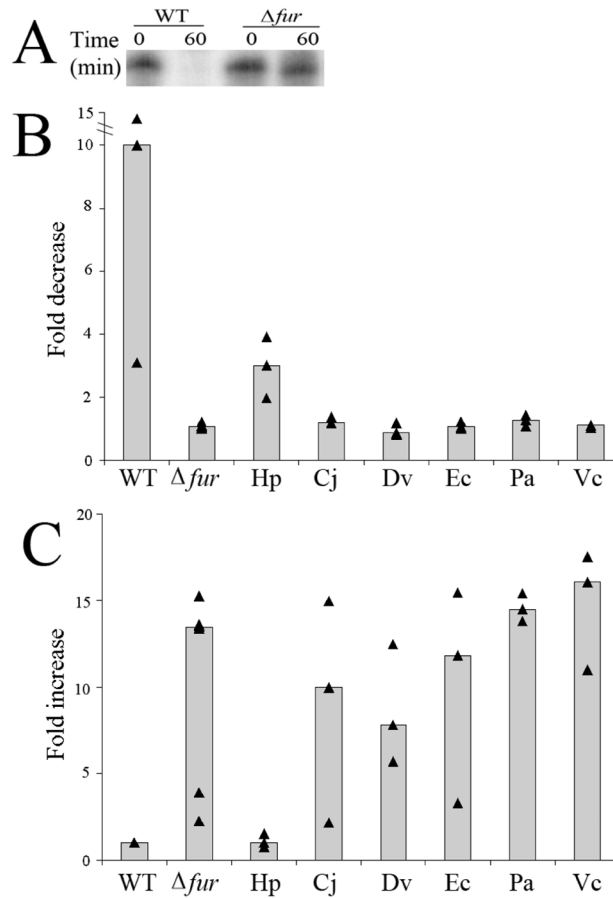 A
WT Δfur
Time 0 60 0 60
(min)
B
Fold decrease
15
10
8
6
4
2
0
WT Δfur Hp Cj Dv Ec Pa Vc
C
Fold increase
20
15
10
5
0
WT Δfur Hp Cj Dv Ec Pa Vc